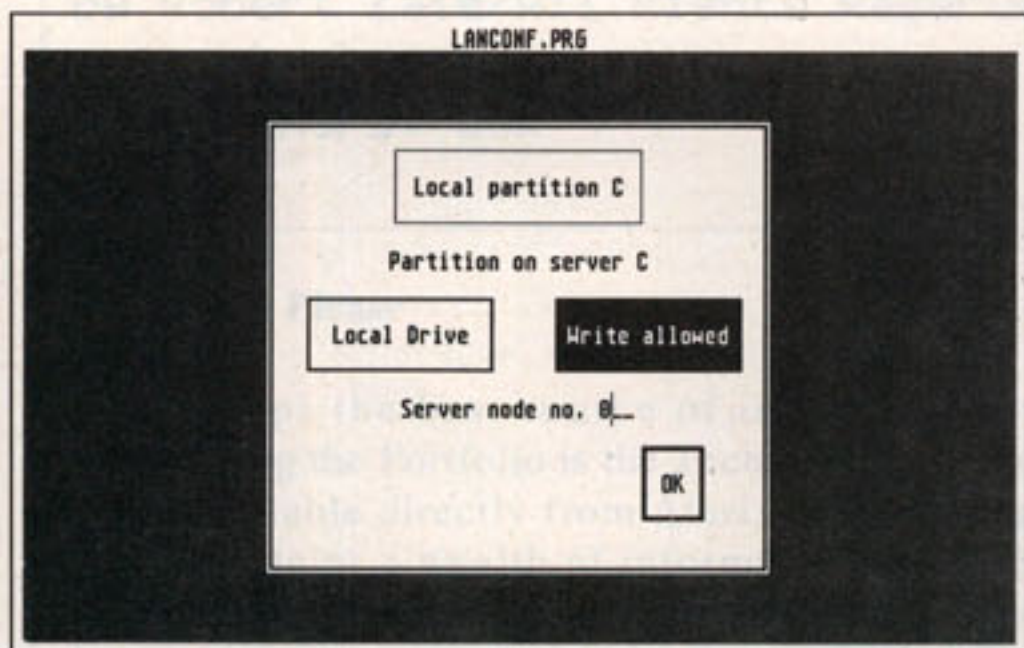 LANCONF.PRG
Local partition C
Partition on server C
Local Drive
Write allowed
Server node no. 0
OK